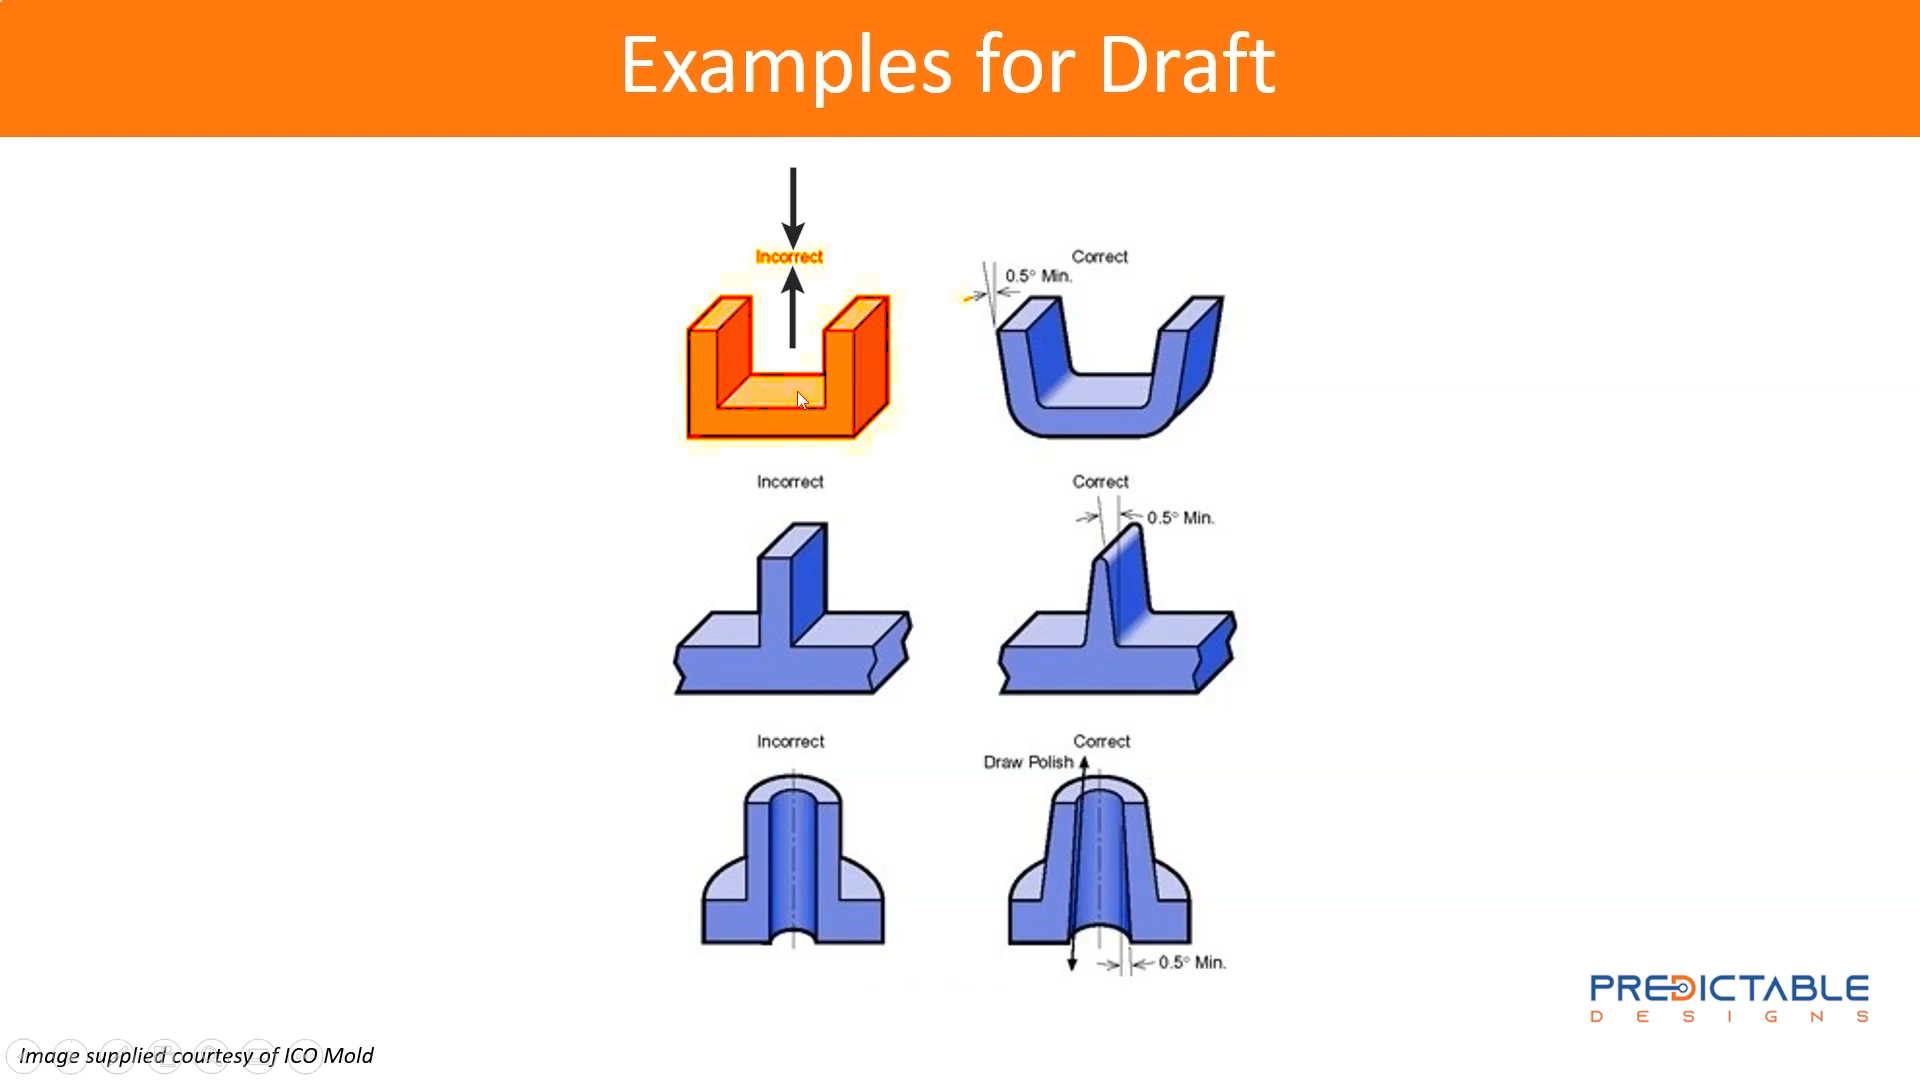 Examples for Draft
Incorrect
Correct
0.5° Min.
Incorrect
Correct
0.5° Min.
Incorrect
Correct
Draw Polish
0.5° Min.
PREDICTABLE
DESIGNS
Image supplied courtesy of ICO Mold